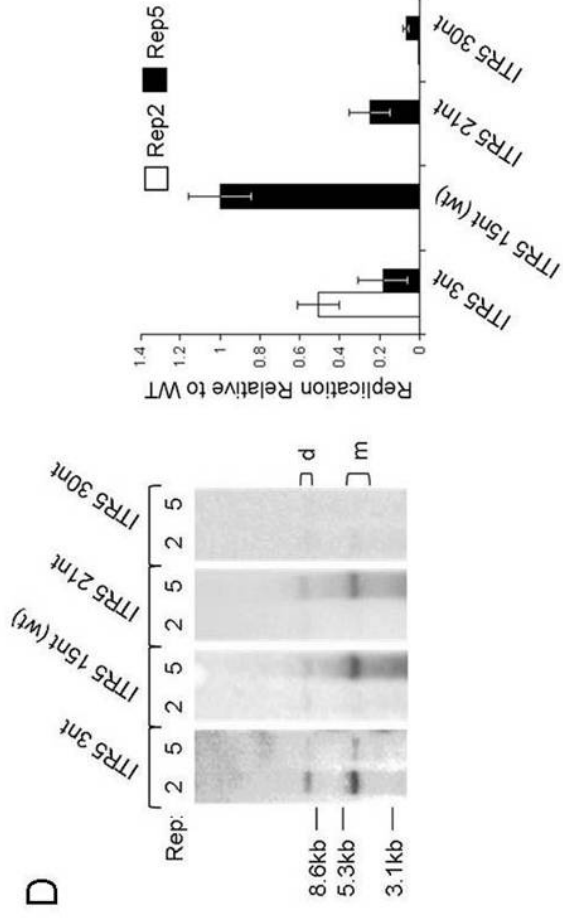 D
ITR5 3nt
ITR5 15nt (wt)
ITR5 21nt
ITR5 30nt
Rep: 2 5 2 5 2 5 2 5
8.6kb
5.3kb
3.1kb
d
m
Rep2
Rep5
Replication Relative to WT
1.4
1.2
1
0.8
0.6
0.4
0.2
0
ITR5 3nt
ITR5 15nt (wt)
ITR5 21nt
ITR5 30nt